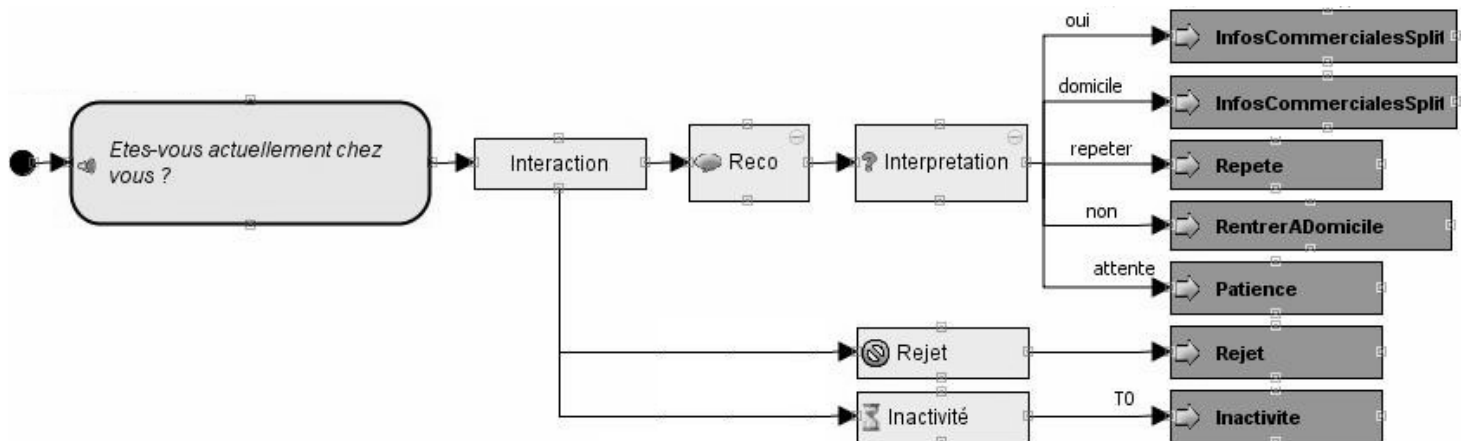 oui
InfosCommercialesSplit
domicile
InfosCommercialesSplit
Etes-vous actuellement chez
vous ?
Interaction
Reco
Interpretation
repeter
Repete
non
RentrerADomicile
attente
Patience
Rejet
Rejet
Inactivité
T0
Inactivite